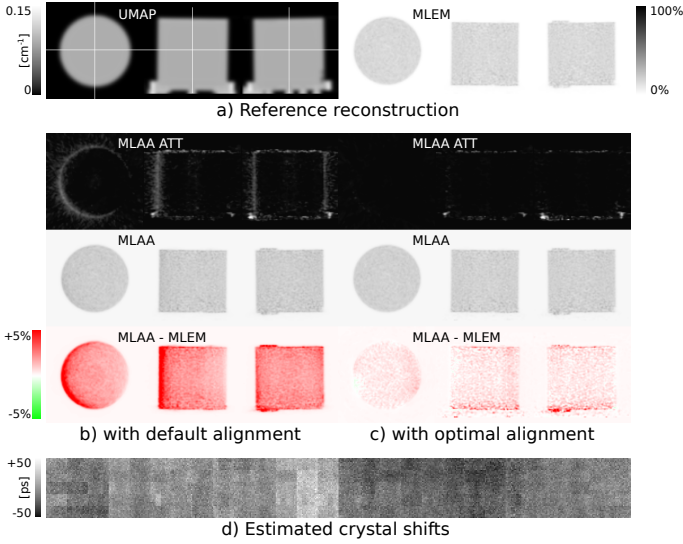 0.15
[cm⁻¹]
0
UMAP
MLEM
100%
0%
a) Reference reconstruction
MLAA ATT
MLAA ATT
MLAA
MLAA
+5%
-5%
MLAA - MLEM
MLAA - MLEM
b) with default alignment
c) with optimal alignment
+50
[ps]
-50
d) Estimated crystal shifts